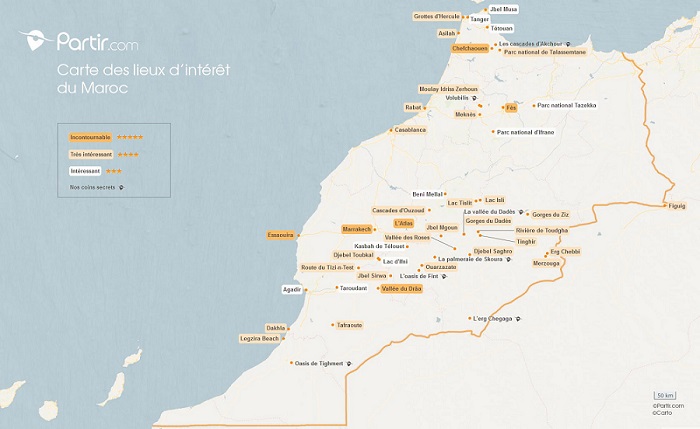 Partir.com
Carte des lieux d'intérêt
du Maroc
Incontournable
Très intéressant
Intéressant
Nos coins secrets
Jbel Musa
Grottes d'Hercule
Tanger
Asilah
Tétouan
Chefchaouen
Les cascades d'Akchour
Parc national de Talassemtane
Moulay Idriss Zerhoun
Volubilis
Rabat
Meknès
Fès
Parc national Tazekka
Casablanca
Parc national d'Ifrane
Beni Mellal
Lac Tislit
Lac Isli
Figuig
Cascades d'Ouzoud
La vallée du Dadès
Gorges du Ziz
L'Atlas
Gorges du Dadès
Essaouira
Marrakech
Jbel Ngoun
Rivière de Toudgha
Vallée des Roses
Tinghir
Kasbah de Télouet
Djebel Saghro
Erg Chebbi
Djebel Toubkal
Lac d'Ifni
La palmeraie de Skoura
Merzouga
Route du Tizi n-Test
Ouarzazate
Jbel Sirwa
L'oasis de Fint
Agadir
Taroudant
Vallée du Drâa
L'erg Chegaga
Dakhla
Tafraoute
Legzira Beach
Oasis de Tighmert
50 km
©Partir.com
©Carto